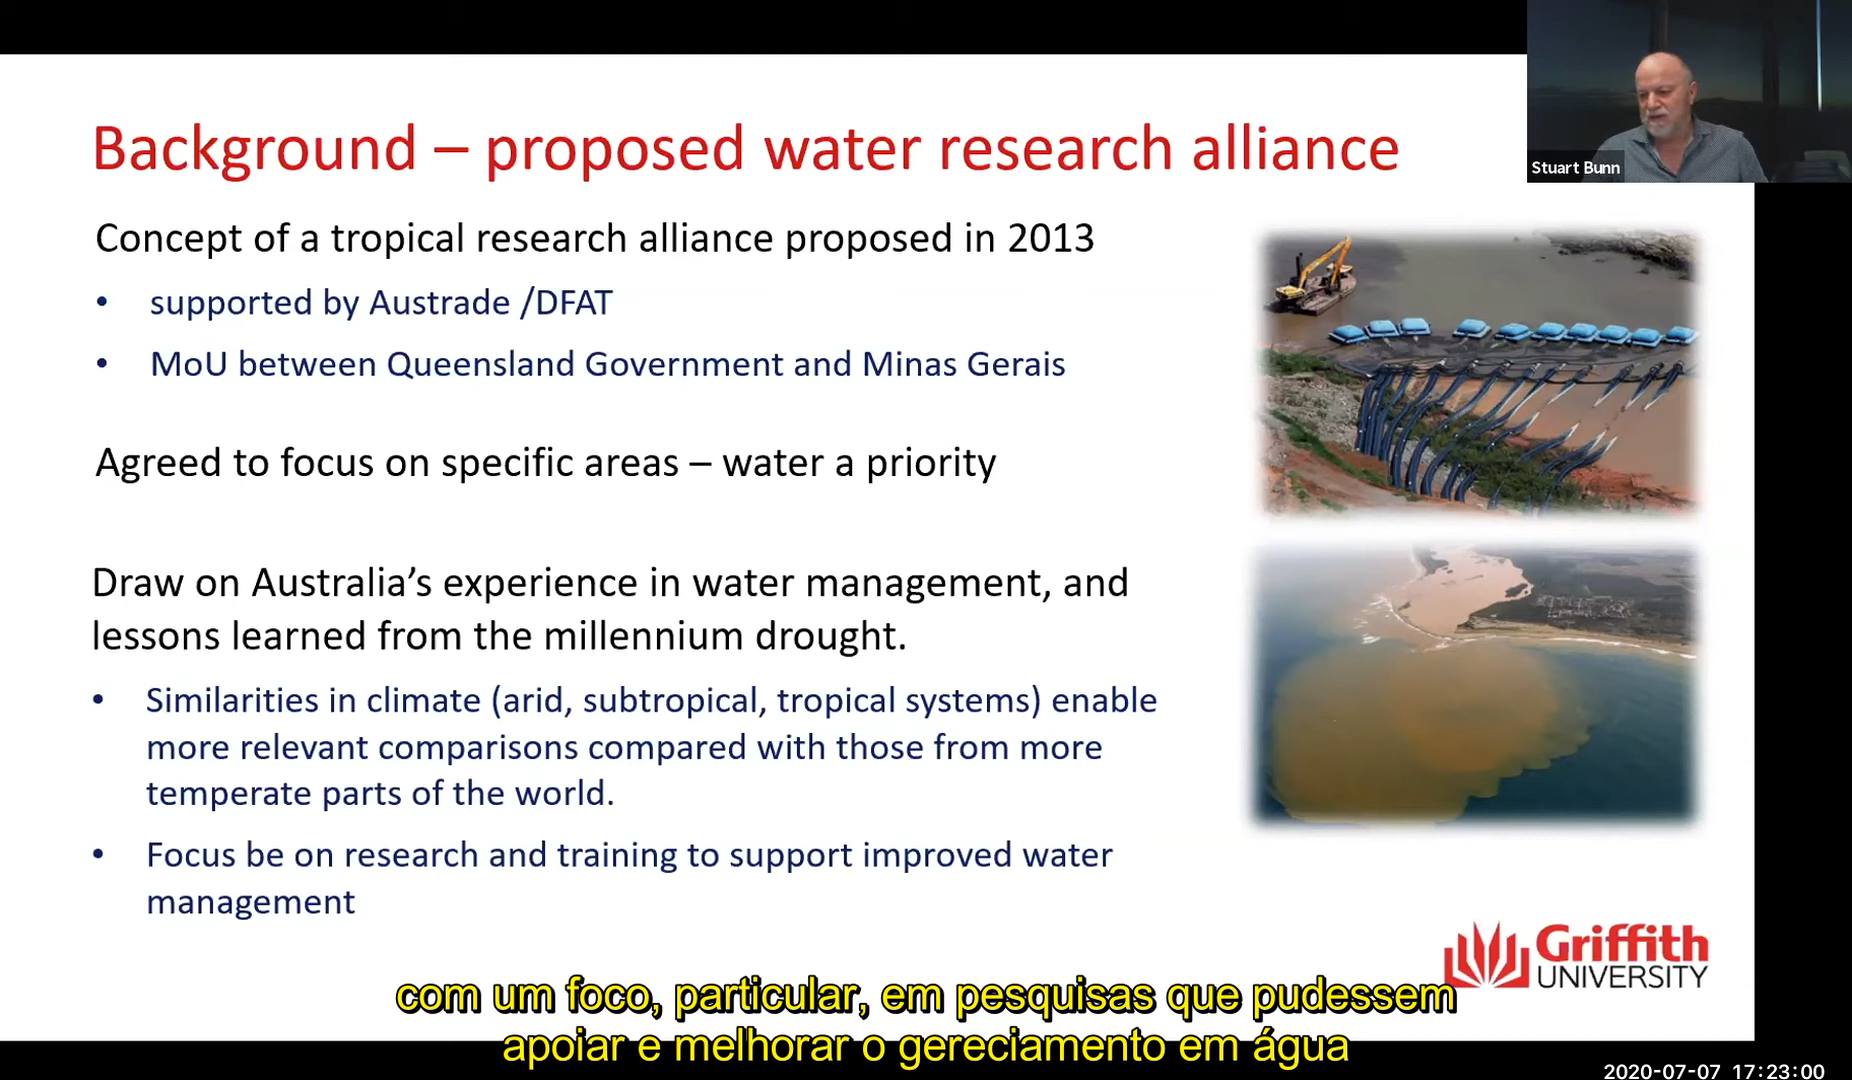 Background – proposed water research alliance
Stuart Bunn
Concept of a tropical research alliance proposed in 2013
• supported by Austrade /DFAT
• MoU between Queensland Government and Minas Gerais
Agreed to focus on specific areas – water a priority
Draw on Australia’s experience in water management, and
lessons learned from the millennium drought.
• Similarities in climate (arid, subtropical, tropical systems) enable
more relevant comparisons compared with those from more
temperate parts of the world.
• Focus be on research and training to support improved water
management
Griffith
UNIVERSITY
com um foco, particular, em pesquisas que pudessem
apoiar e melhorar o gereciamento em água
2020-07-07 17:23:00